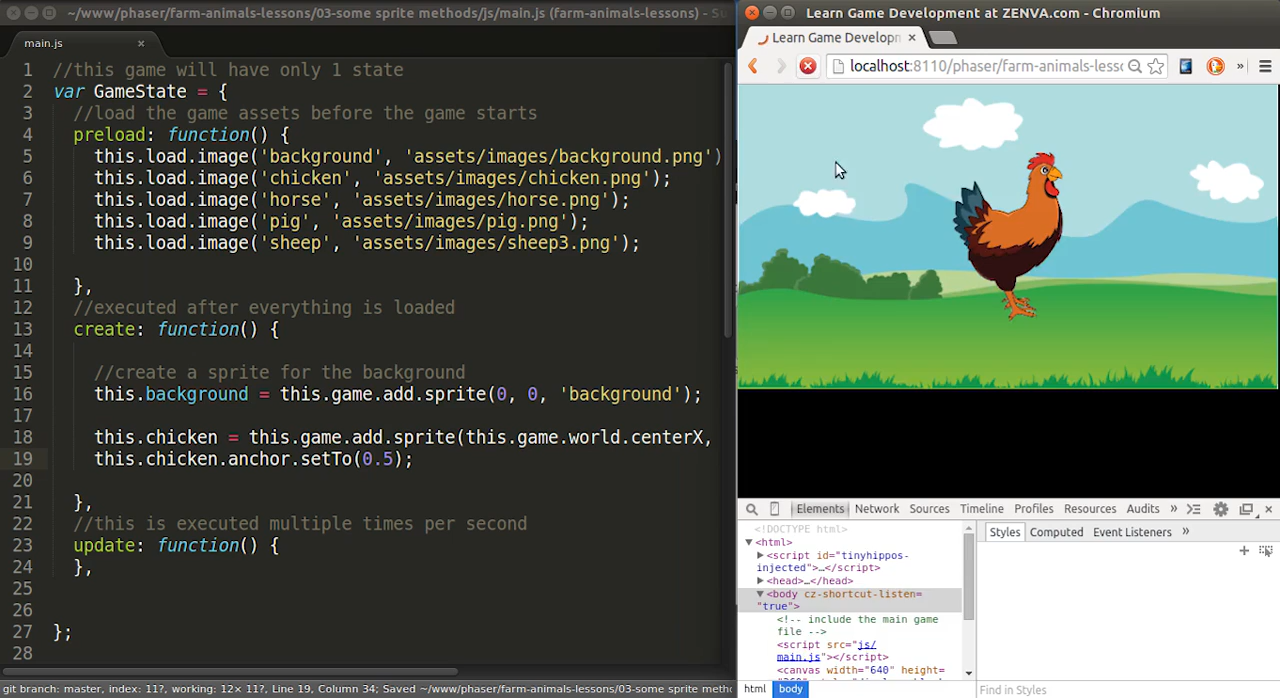 ~/www/phaser/farm-animals-lessons/03-some sprite methods/js/main.js (farm-animals-lessons) - Su
main.js
1 //this game will have only 1 state
2 var GameState = {
3 //load the game assets before the game starts
4 preload: function() {
5 this.load.image('background', 'assets/images/background.png')
6 this.load.image('chicken', 'assets/images/chicken.png');
7 this.load.image('horse', 'assets/images/horse.png');
8 this.load.image('pig', 'assets/images/pig.png');
9 this.load.image('sheep', 'assets/images/sheep3.png');
10
11 },
12 //executed after everything is loaded
13 create: function() {
14
15 //create a sprite for the background
16 this.background = this.game.add.sprite(0, 0, 'background');
17
18 this.chicken = this.game.add.sprite(this.game.world.centerX,
19 this.chicken.anchor.setTo(0.5);
20
21 },
22 //this is executed multiple times per second
23 update: function() {
24 },
25
26
27 };
28
git branch: master, index: 11?, working: 12× 11?, Line 19, Column 34; Saved ~/www/phaser/farm-animals-lessons/03-some sprite metho
Learn Game Development at ZENVA.com - Chromium
Learn Game Developn
localhost:8110/phaser/farm-animals-lesso
Elements Network Sources Timeline Profiles Resources Audits »
<!DOCTYPE html>
▼<html>
▶<script id="tinyhippos-
injected">…</script>
▶<head>…</head>
▼<body cz-shortcut-listen=
"true">
<!-- include the main game
file -->
<script src="js/
main.js"></script>
<canvas width="640" height=
html body
Styles Computed Event Listeners »
Find in Styles